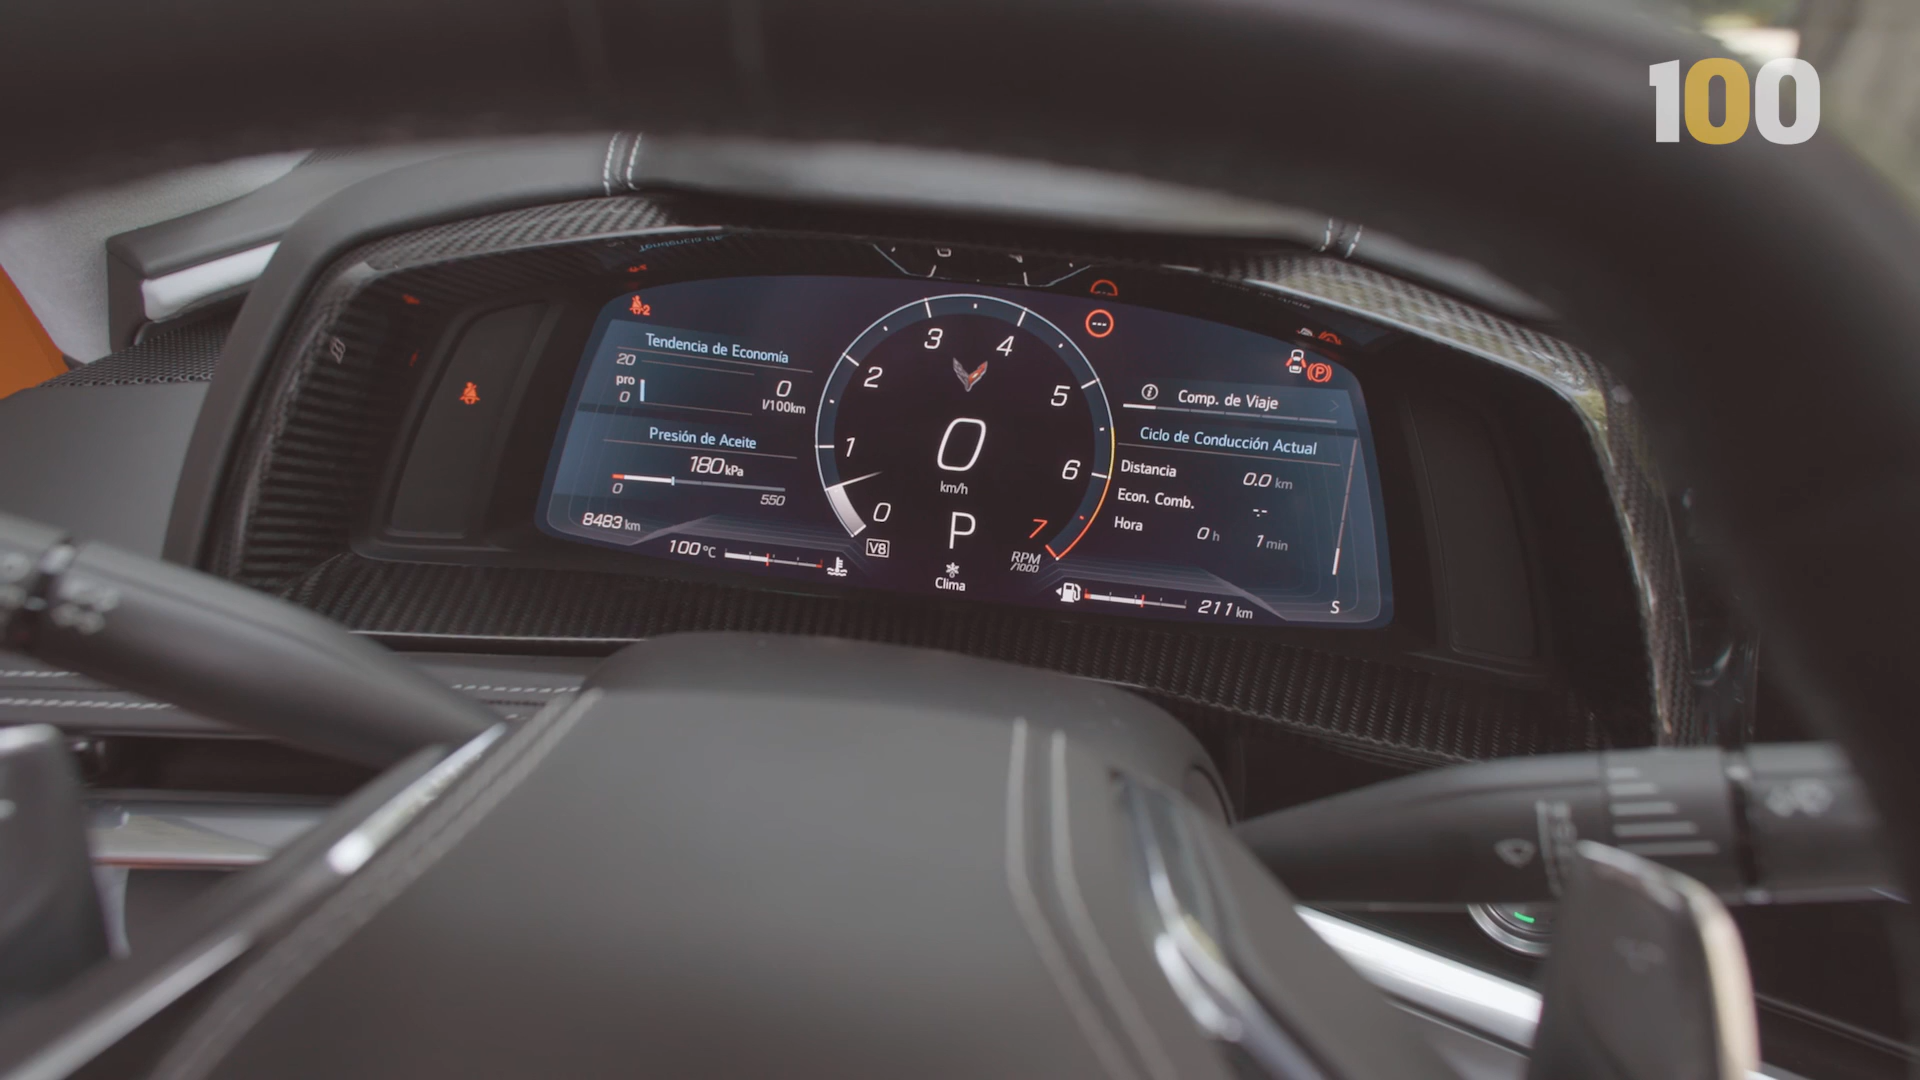 100
2
Tendencia de Economía
20
pro
0
0
l/100km
Presión de Aceite
180 kPa
0
550
8483 km
100 °C
0
1
2
3
4
5
6
7
0
km/h
P
V8
RPM
/1000
Clima
---
P
Comp. de Viaje
Ciclo de Conducción Actual
Distancia
0.0 km
Econ. Comb.
-.-
Hora
0 h
1 min
211 km
S